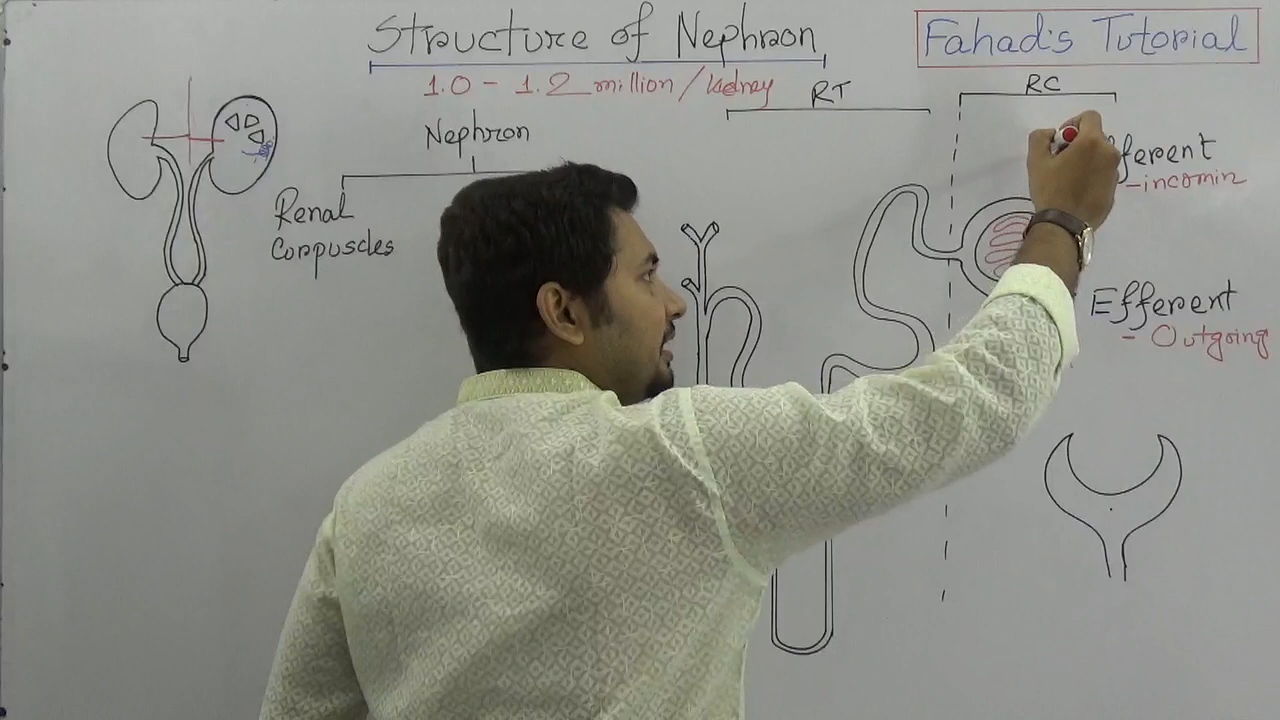 Structure of Nephron
Fahad's Tutorial
1.0 - 1.2 million / kidney
RT
RC
Nephron
Renal
Corpuscles
fferent
- incomin
Efferent
- Outgoing